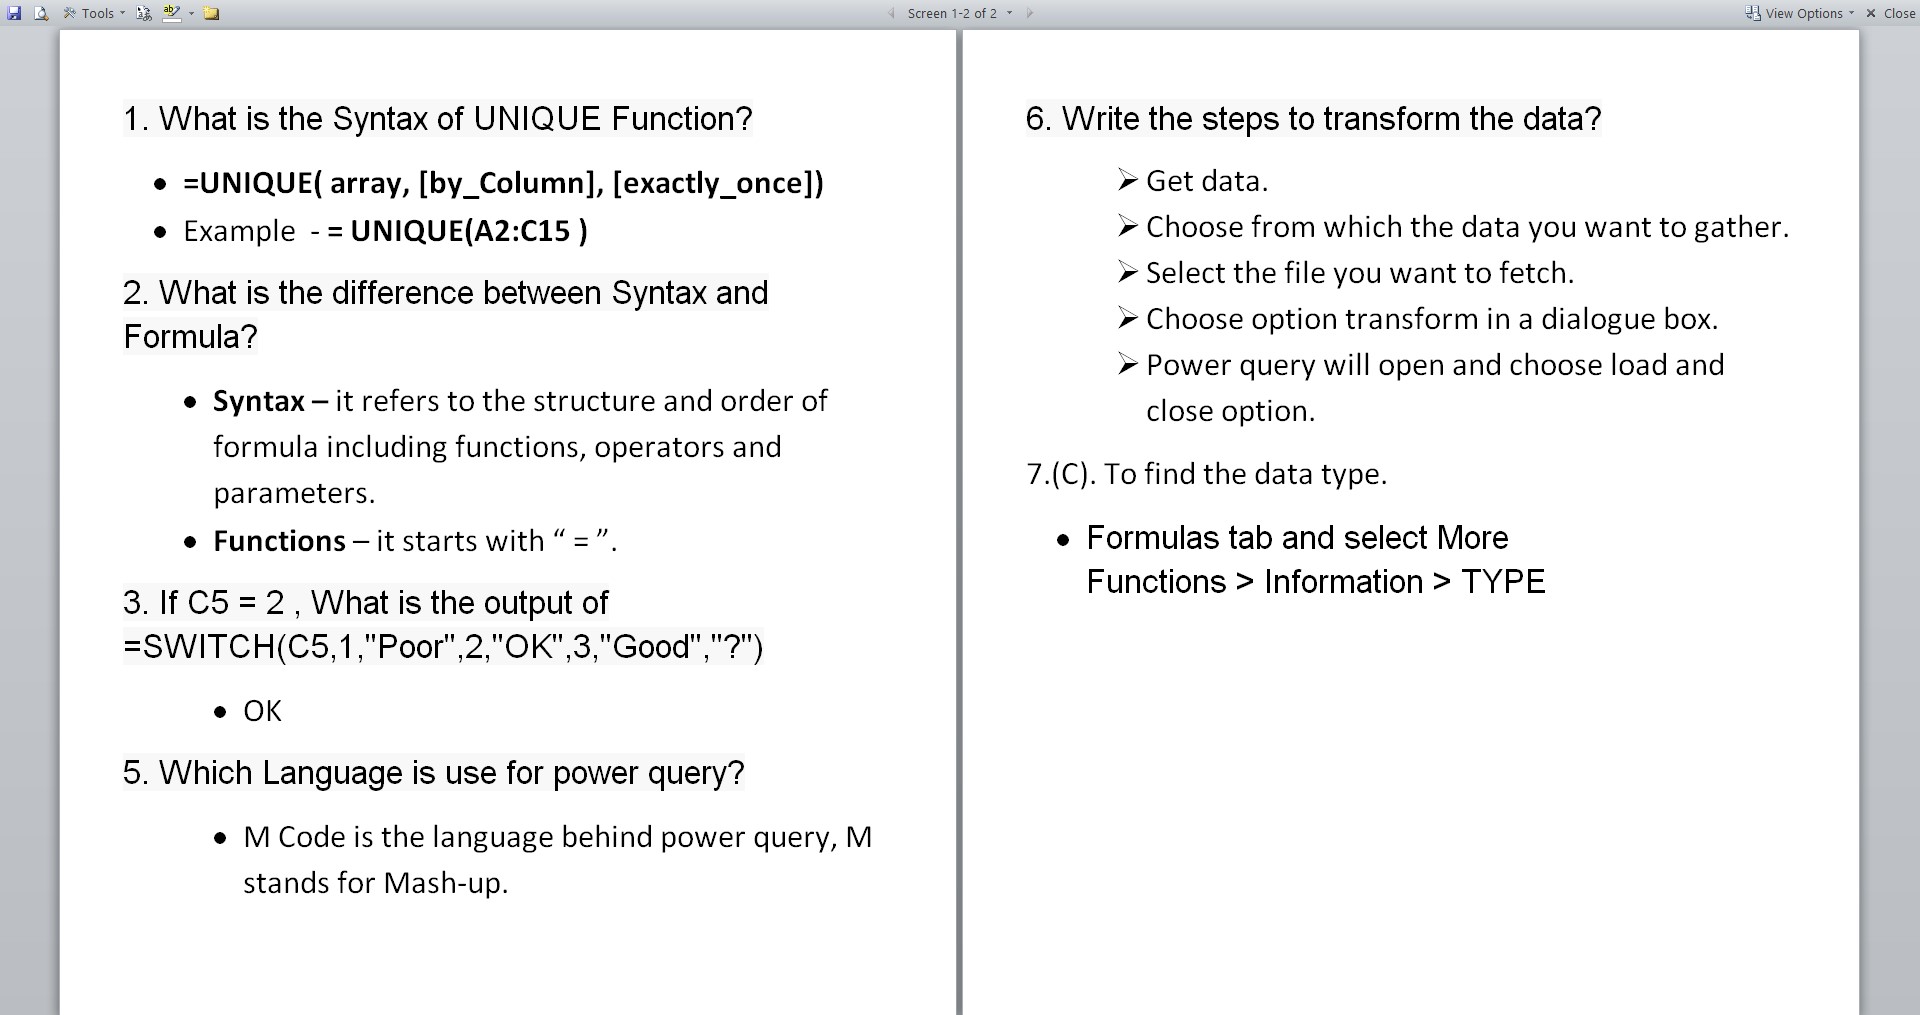 Tools
Screen 1-2 of 2
View Options
Close
1. What is the Syntax of UNIQUE Function?
• =UNIQUE( array, [by_Column], [exactly_once])
• Example - = UNIQUE(A2:C15 )
2. What is the difference between Syntax and
Formula?
• Syntax – it refers to the structure and order of
formula including functions, operators and
parameters.
• Functions – it starts with “ = ”.
3. If C5 = 2 , What is the output of
=SWITCH(C5,1,"Poor",2,"OK",3,"Good","?")
• OK
5. Which Language is use for power query?
• M Code is the language behind power query, M
stands for Mash-up.
6. Write the steps to transform the data?
➢ Get data.
➢ Choose from which the data you want to gather.
➢ Select the file you want to fetch.
➢ Choose option transform in a dialogue box.
➢ Power query will open and choose load and
close option.
7.(C). To find the data type.
• Formulas tab and select More
Functions > Information > TYPE